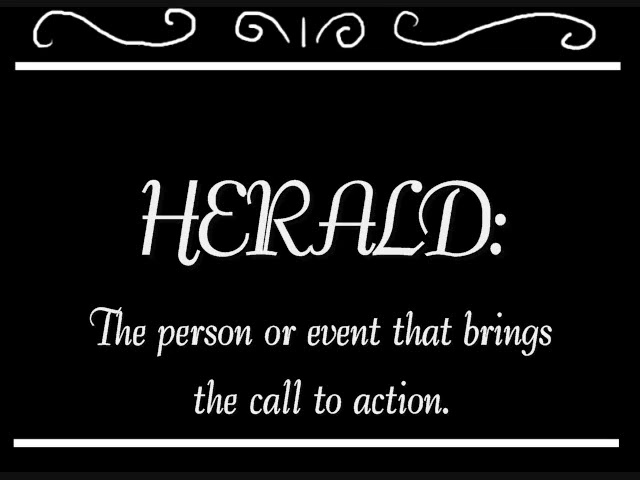 HERALD:
The person or event that brings
the call to action.